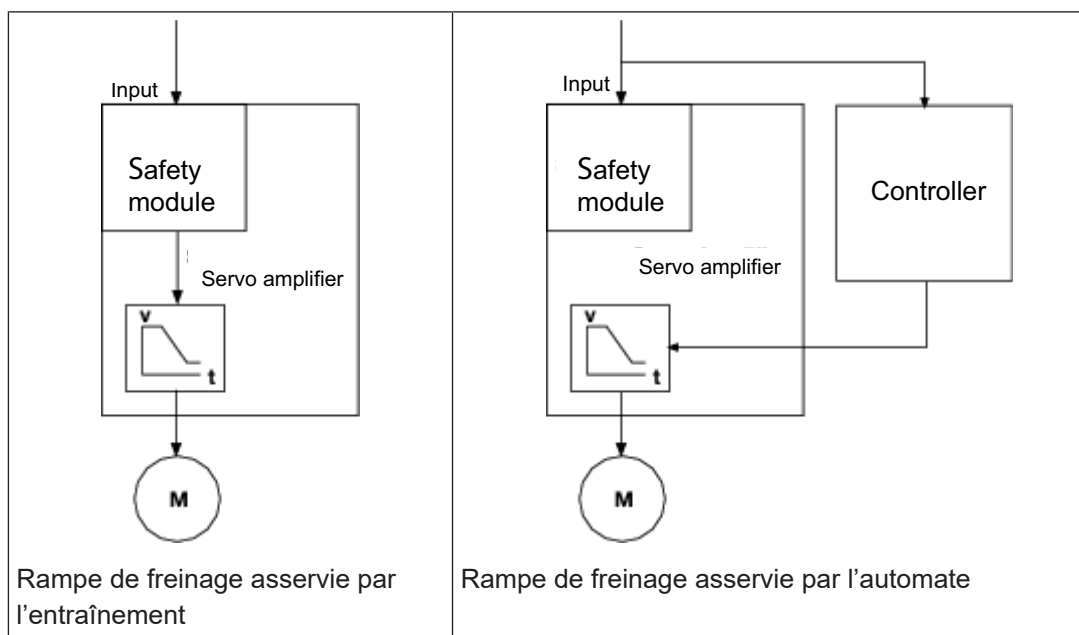 Input
Safety
module
Servo amplifier
v
t
M
Rampe de freinage asservie par
l’entraînement
Input
Safety
module
Controller
Servo amplifier
v
t
M
Rampe de freinage asservie par l’automate